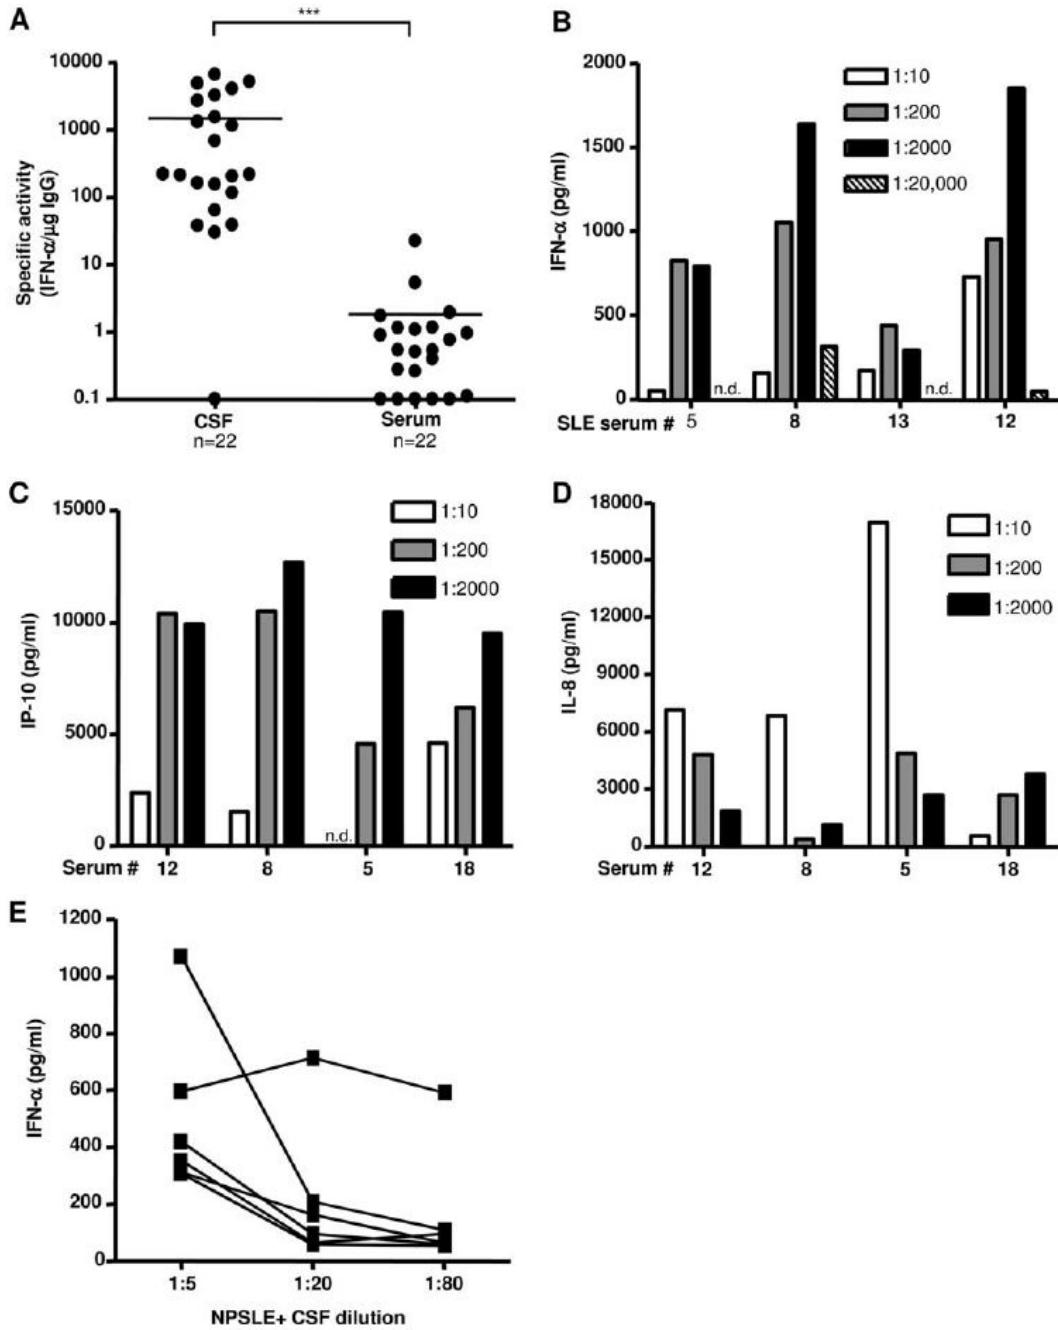 A
***
Specific activity
(IFN-α/µg IgG)
10000
1000
100
10
1
0.1
CSF
n=22
Serum
n=22
B
IFN-α (pg/ml)
2000
1500
1000
500
0
1:10
1:200
1:2000
1:20,000
n.d.
n.d.
SLE serum # 5 8 13 12
C
IP-10 (pg/ml)
15000
10000
5000
0
1:10
1:200
1:2000
n.d.
Serum # 12 8 5 18
D
IL-8 (pg/ml)
18000
15000
12000
9000
6000
3000
0
1:10
1:200
1:2000
Serum # 12 8 5 18
E
IFN-α (pg/ml)
1200
1000
800
600
400
200
0
1:5 1:20 1:80
NPSLE+ CSF dilution